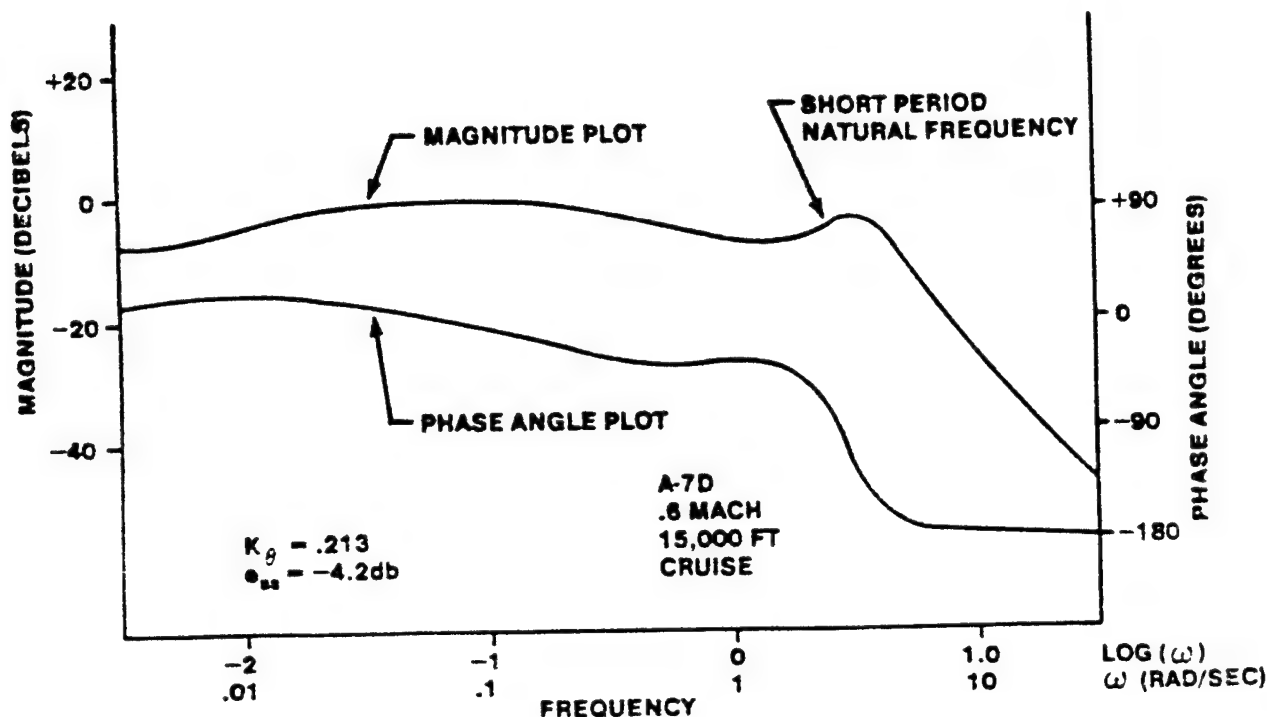 MAGNITUDE (DECIBELS)
+20
0
−20
−40
MAGNITUDE PLOT
SHORT PERIOD
NATURAL FREQUENCY
PHASE ANGLE PLOT
A-7D
.6 MACH
15,000 FT
CRUISE
Kθ = .213
ess = −4.2db
+90
0
−90
−180
PHASE ANGLE (DEGREES)
−2 −1 0 1.0 LOG (ω)
.01 .1 1 10 ω (RAD/SEC)
FREQUENCY